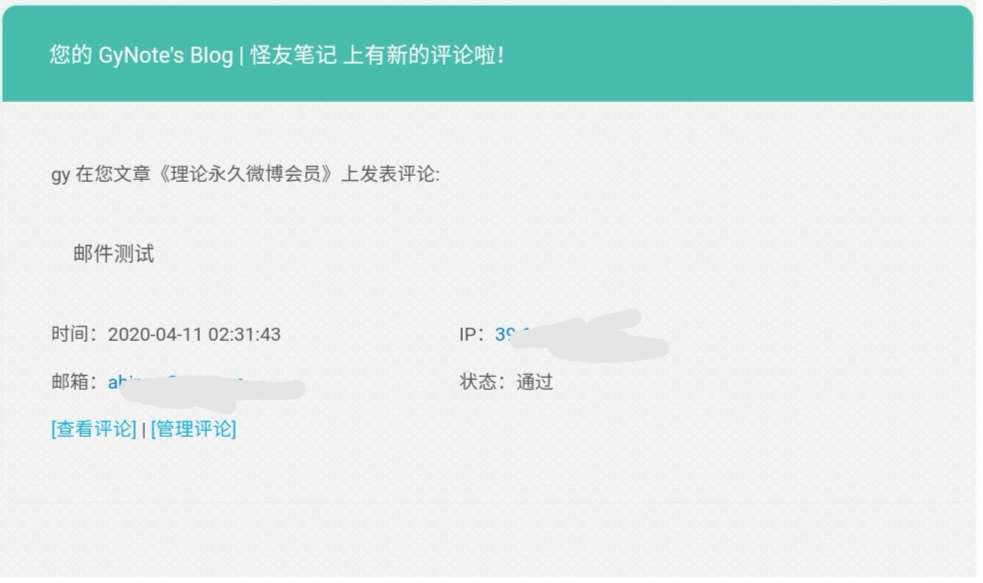 您的 GyNote's Blog | 怪友笔记 上有新的评论啦！
gy 在您文章《理论永久微博会员》上发表评论:
邮件测试
时间：2020-04-11 02:31:43
IP：39
邮箱：
状态：通过
[查看评论] | [管理评论]